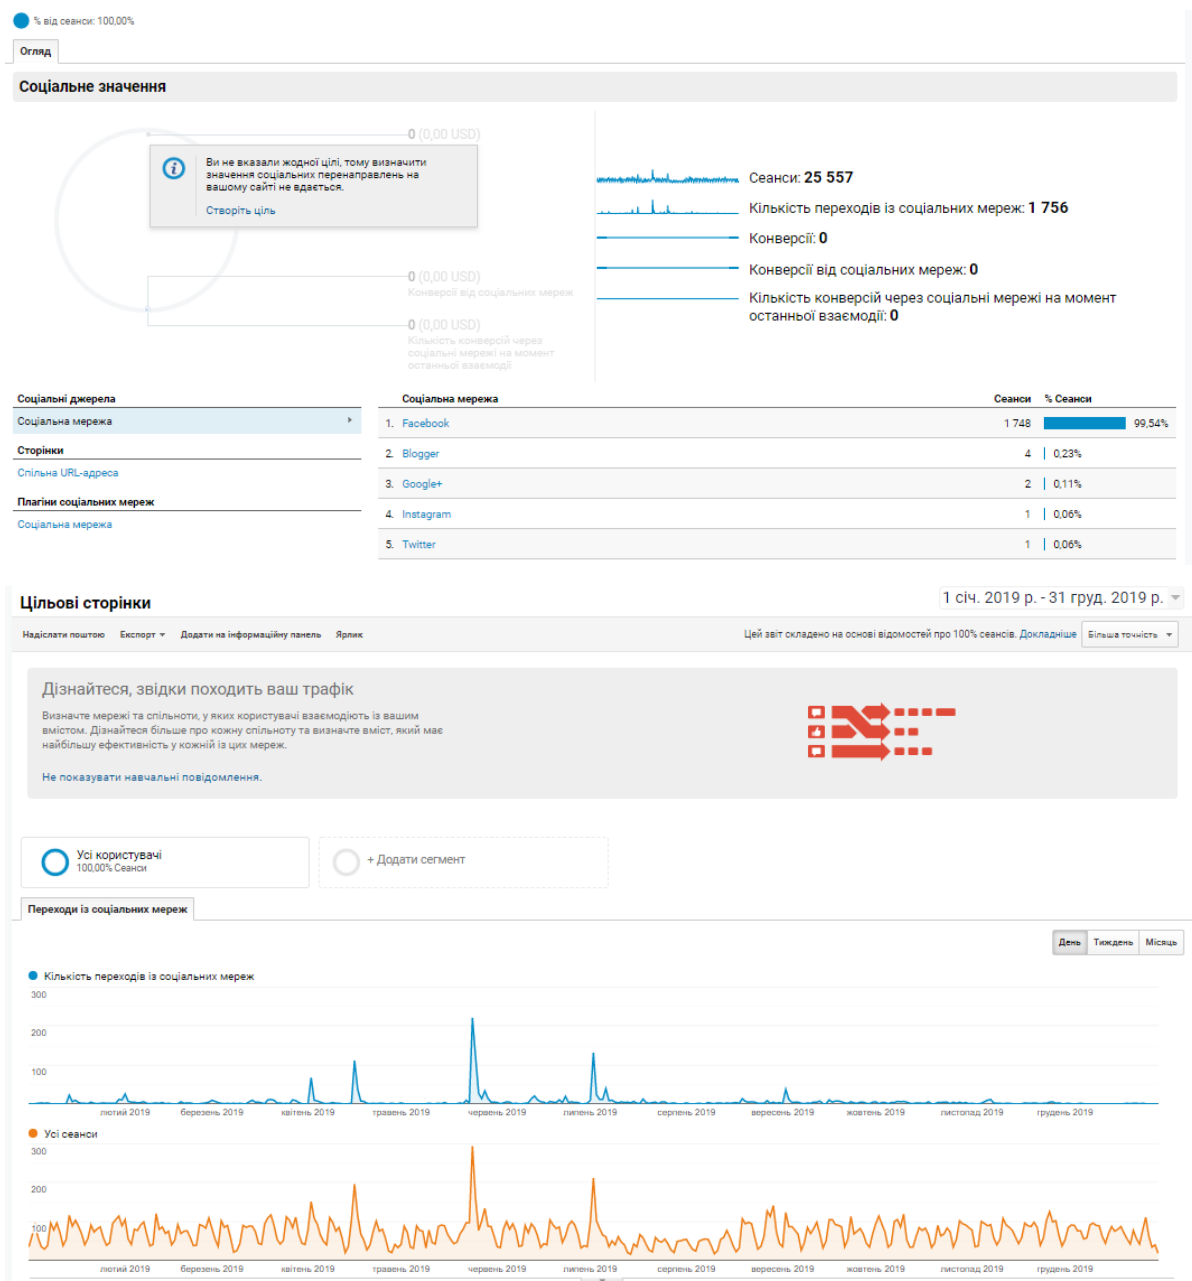 % від сеанси: 100,00%
Огляд
Соціальне значення
0 (0,00 USD)
Ви не вказали жодної цілі, тому визначити
значення соціальних перенаправлень на
вашому сайті не вдається.
Створіть ціль
0 (0,00 USD)
Конверсії від соціальних мереж
0 (0,00 USD)
Кількість конверсій через
соціальні мережі на момент
останньої взаємодії
Сеанси: 25 557
Кількість переходів із соціальних мереж: 1 756
Конверсії: 0
Конверсії від соціальних мереж: 0
Кількість конверсій через соціальні мережі на момент
останньої взаємодії: 0
Соціальні джерела
Соціальна мережа
Сторінки
Спільна URL-адреса
Плагіни соціальних мереж
Соціальна мережа
Соціальна мережа Сеанси % Сеанси
1. Facebook 1 748 99,54%
2. Blogger 4 0,23%
3. Google+ 2 0,11%
4. Instagram 1 0,06%
5. Twitter 1 0,06%
Цільові сторінки
1 січ. 2019 р. - 31 груд. 2019 р.
Надіслати поштою Експорт Додати на інформаційну панель Ярлик
Цей звіт складено на основі відомостей про 100% сеансів. Докладніше Більша точність
Дізнайтеся, звідки походить ваш трафік
Визначте мережі та спільноти, у яких користувачі взаємодіють із вашим
вмістом. Дізнайтеся більше про кожну спільноту та визначте вміст, який має
найбільшу ефективність у кожній із цих мереж.
Не показувати навчальні повідомлення.
Усі користувачі
100,00% Сеанси
+ Додати сегмент
Переходи із соціальних мереж
День Тиждень Місяць
Кількість переходів із соціальних мереж
300
200
100
лютий 2019 березень 2019 квітень 2019 травень 2019 червень 2019 липень 2019 серпень 2019 вересень 2019 жовтень 2019 листопад 2019 грудень 2019
Усі сеанси
300
200
100
лютий 2019 березень 2019 квітень 2019 травень 2019 червень 2019 липень 2019 серпень 2019 вересень 2019 жовтень 2019 листопад 2019 грудень 2019